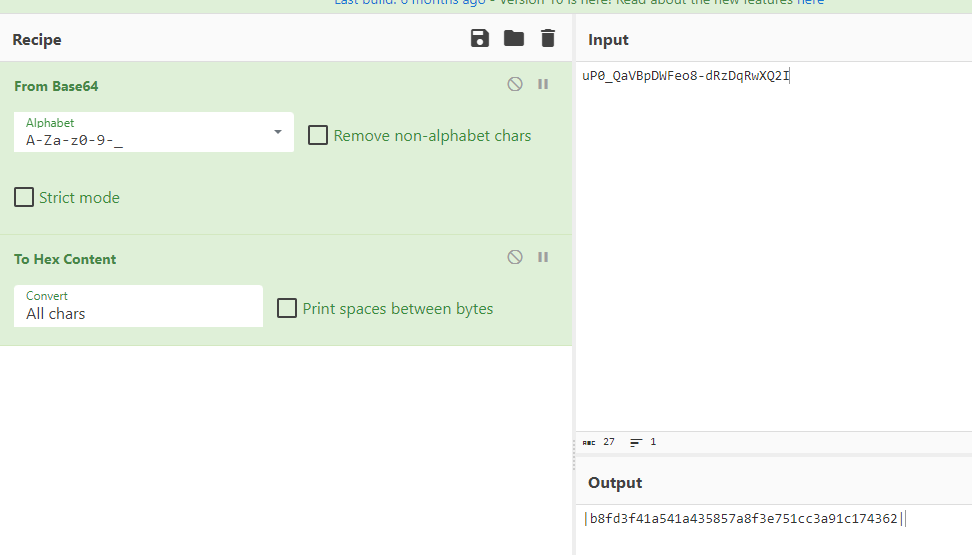 Last build: 6 months ago - Version 10 is here! Read about the new features here
Recipe
From Base64
Alphabet
A-Za-z0-9-_
Remove non-alphabet chars
Strict mode
To Hex Content
Convert
All chars
Print spaces between bytes
Input
uP0_QaVBpDWFeo8-dRzDqRwXQ2I
ABC 27 1
Output
|b8fd3f41a541a435857a8f3e751cc3a91c174362|